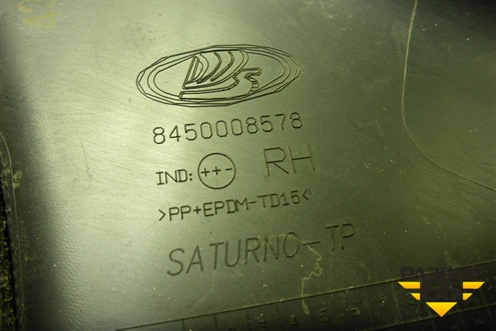 8450008578
IND: ++- RH
>PP+EPDM-TD15<
SATURNO-TP